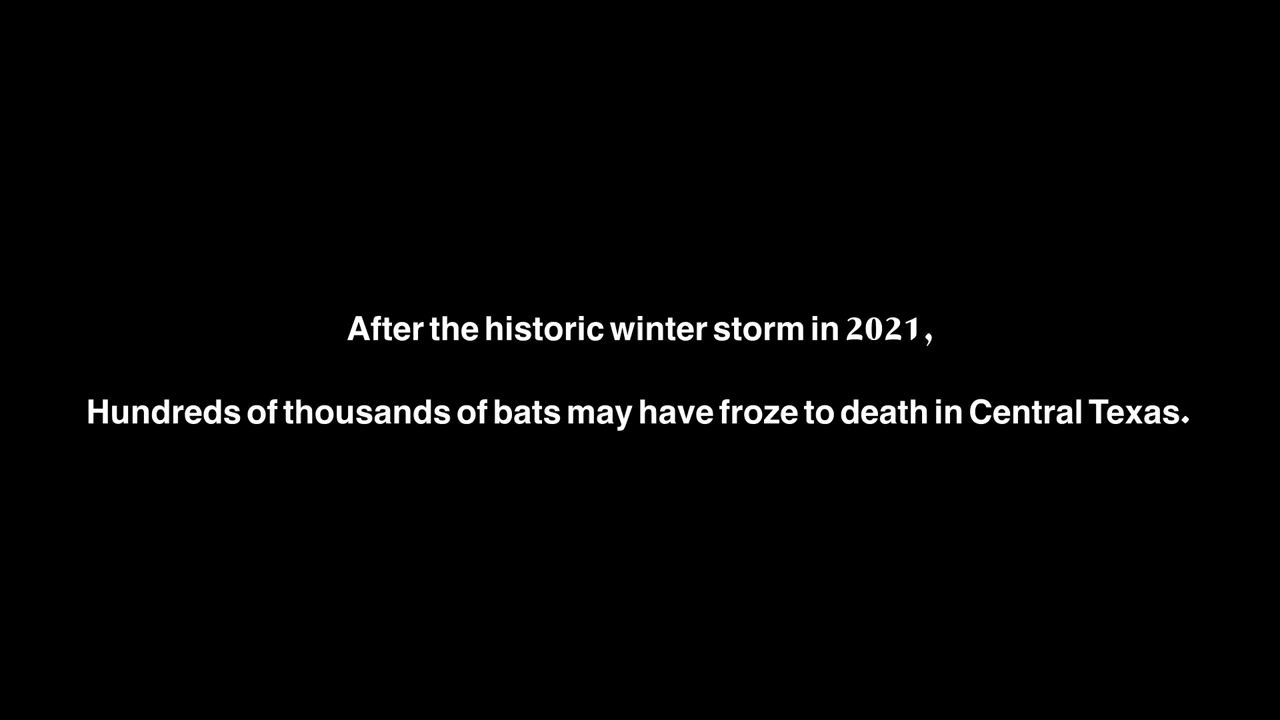 After the historic winter storm in 2021,
Hundreds of thousands of bats may have froze to death in Central Texas.